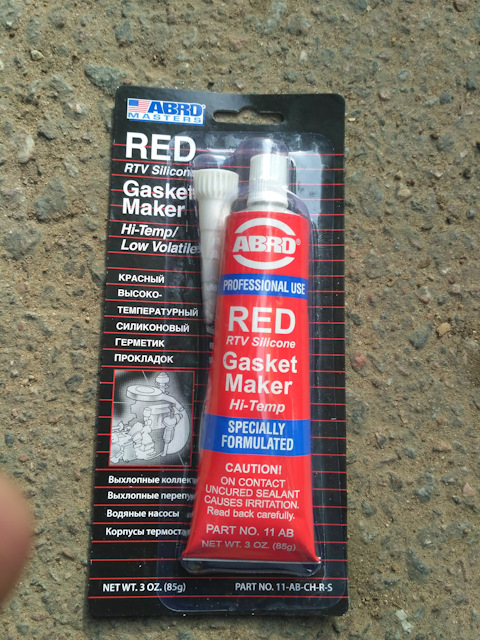 ABRO
MASTERS
RED
RTV Silicone
Gasket
Maker
Hi-Temp/
Low Volatile
КРАСНЫЙ
ВЫСОКО-
ТЕМПЕРАТУРНЫЙ
СИЛИКОНОВЫЙ
ГЕРМЕТИК
ПРОКЛАДОК
Выхлопные коллек
Выхлопные перепу
Водяные насосы
Корпусы термоста
NET WT. 3 OZ. (85g)
PART NO. 11-AB-CH-R-S
ABRO®
PROFESSIONAL USE
RED
RTV Silicone
Gasket
Maker
Hi-Temp
SPECIALLY
FORMULATED
CAUTION!
ON CONTACT
UNCURED SEALANT
CAUSES IRRITATION.
Read back carefully.
PART NO. 11 AB
NET WT. 3 OZ. (85g)